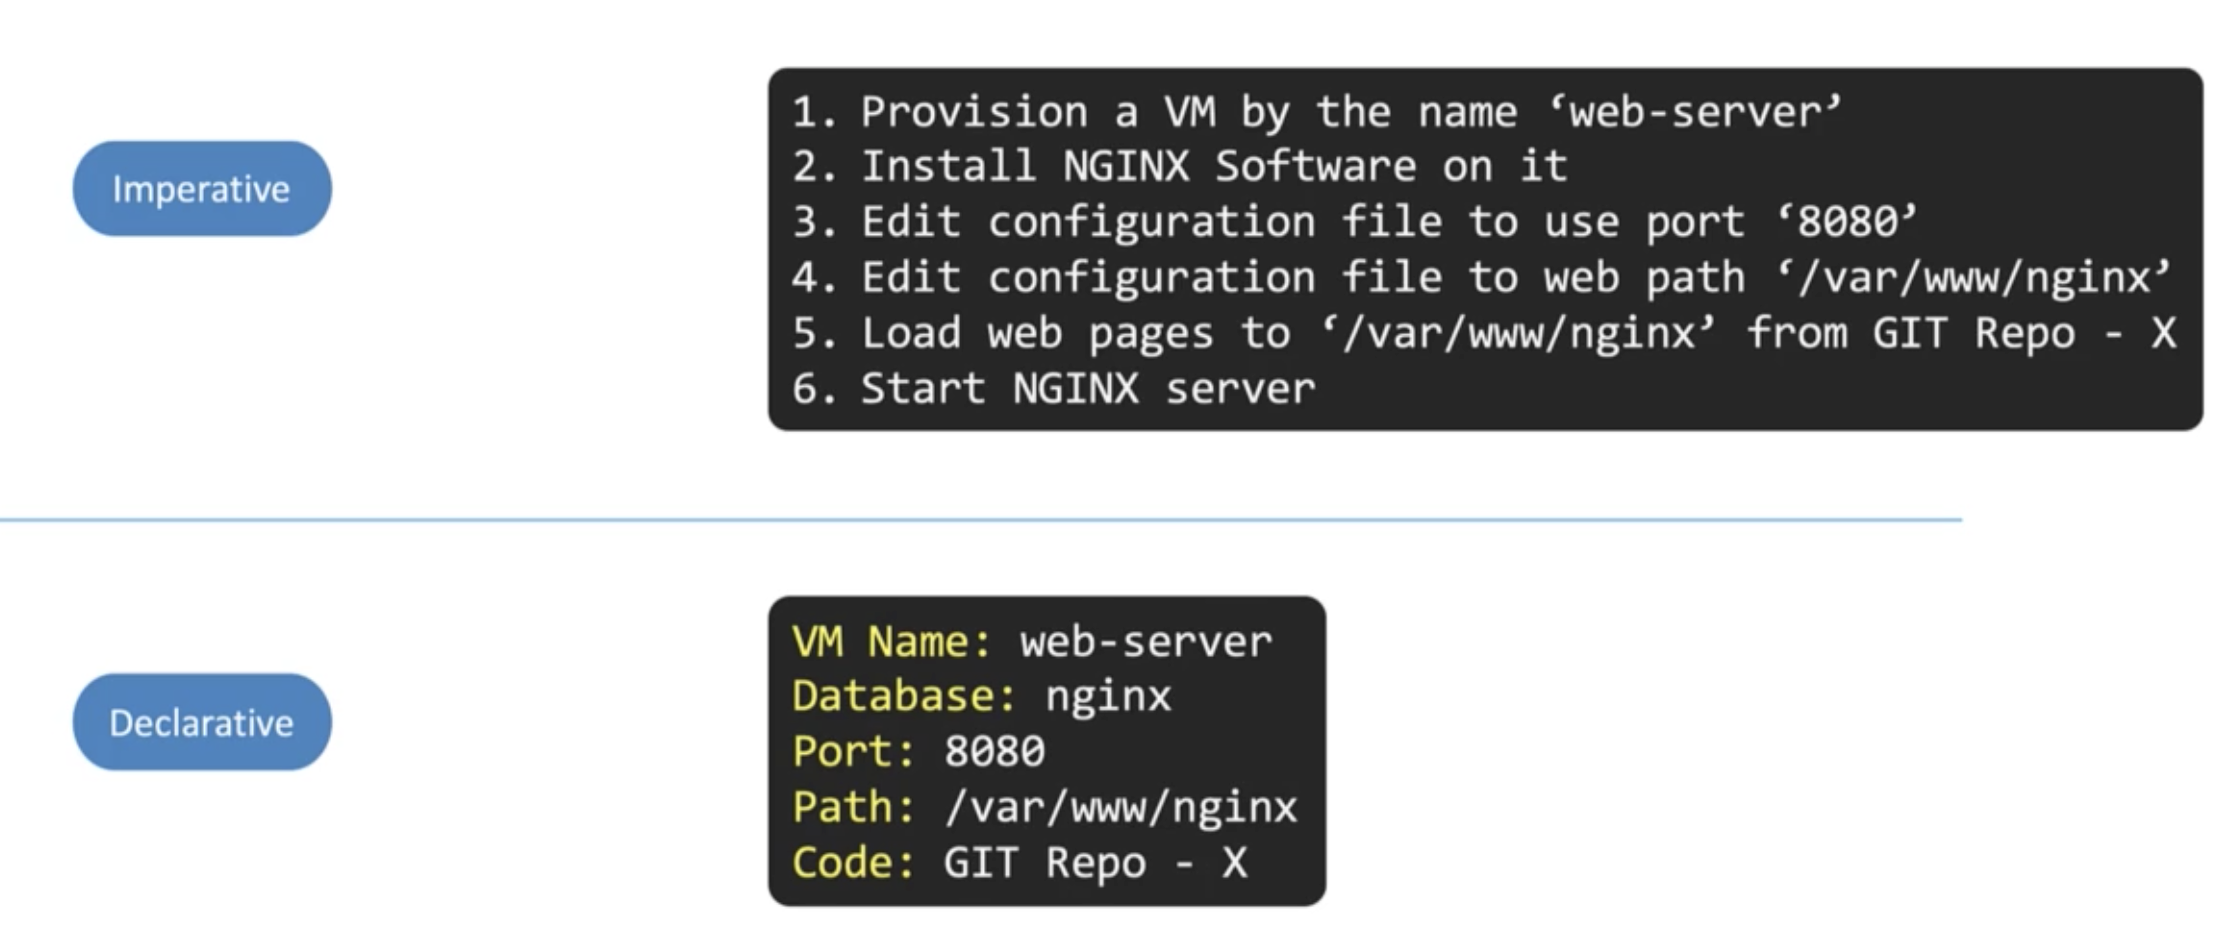 Imperative
1. Provision a VM by the name ‘web-server’
2. Install NGINX Software on it
3. Edit configuration file to use port ‘8080’
4. Edit configuration file to web path ‘/var/www/nginx’
5. Load web pages to ‘/var/www/nginx’ from GIT Repo - X
6. Start NGINX server
Declarative
VM Name: web-server
Database: nginx
Port: 8080
Path: /var/www/nginx
Code: GIT Repo - X